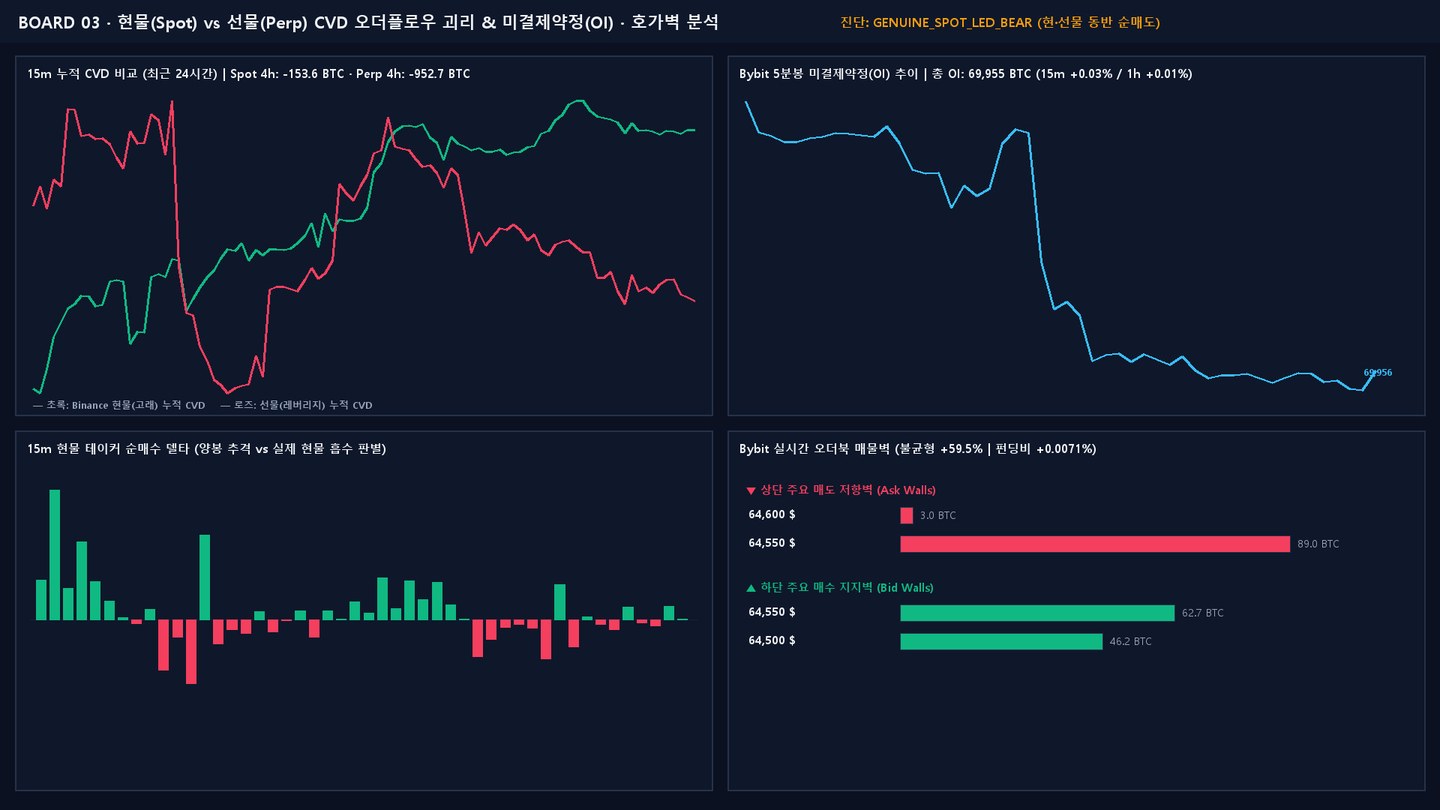 BOARD 03 · 현물(Spot) vs 선물(Perp) CVD 오더플로우 괴리 & 미결제약정(OI) · 호가벽 분석
진단: GENUINE_SPOT_LED_BEAR (현·선물 동반 순매도)
15m 누적 CVD 비교 (최근 24시간) | Spot 4h: -153.6 BTC · Perp 4h: -952.7 BTC
— 초록: Binance 현물(고래) 누적 CVD — 로즈: 선물(레버리지) 누적 CVD
Bybit 5분봉 미결제약정(OI) 추이 | 총 OI: 69,955 BTC (15m +0.03% / 1h +0.01%)
69,956
15m 현물 테이커 순매수 델타 (양봉 추격 vs 실제 현물 흡수 판별)
Bybit 실시간 오더북 매물벽 (불균형 +59.5% | 펀딩비 +0.0071%)
▼ 상단 주요 매도 저항벽 (Ask Walls)
64,600 $ 3.0 BTC
64,550 $ 89.0 BTC
▲ 하단 주요 매수 지지벽 (Bid Walls)
64,550 $ 62.7 BTC
64,500 $ 46.2 BTC